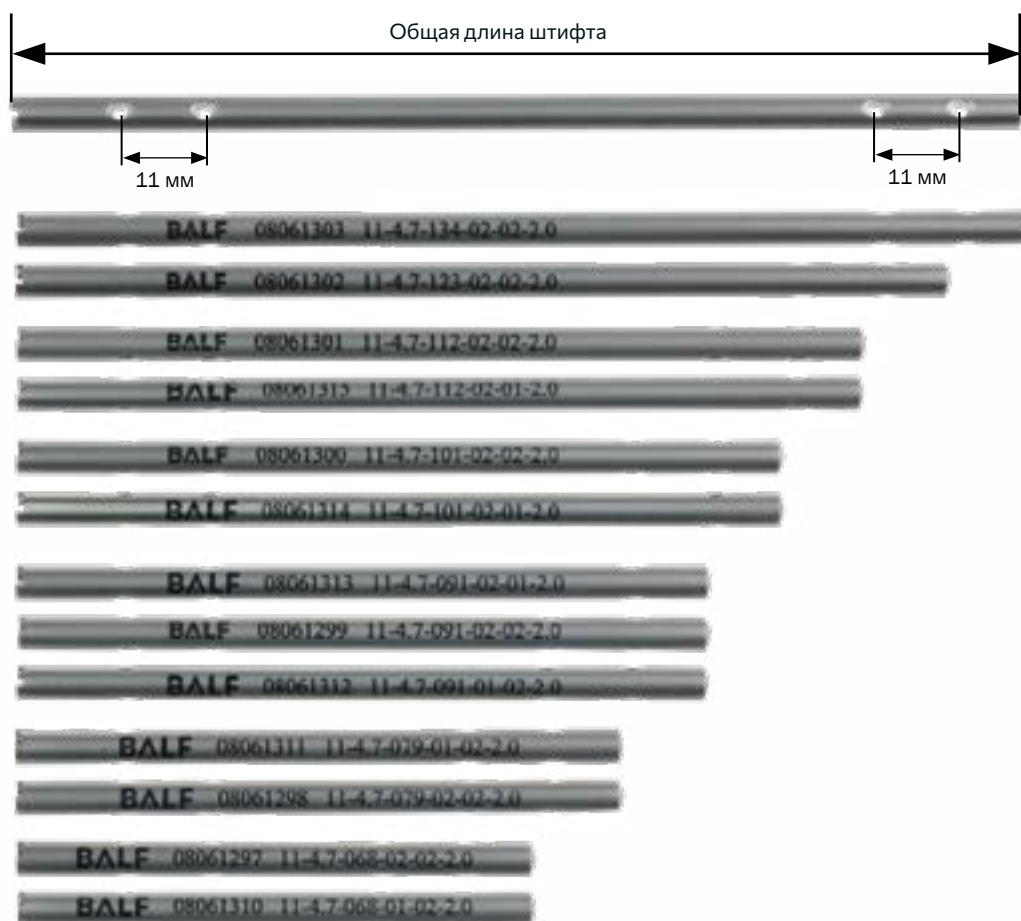 Общая длина штифта
11 мм 11 мм
BALF 08061303 11-4.7-134-02-02-2.0
BALF 08061302 11-4.7-123-02-02-2.0
BALF 08061301 11-4.7-112-02-02-2.0
BALF 08061315 11-4.7-112-02-01-2.0
BALF 08061300 11-4.7-101-02-02-2.0
BALF 08061314 11-4.7-101-02-01-2.0
BALF 08061313 11-4.7-091-02-01-2.0
BALF 08061299 11-4.7-091-02-02-2.0
BALF 08061312 11-4.7-091-01-02-2.0
BALF 08061311 11-4.7-079-01-02-2.0
BALF 08061298 11-4.7-079-02-02-2.0
BALF 08061297 11-4.7-068-02-02-2.0
BALF 08061310 11-4.7-068-01-02-2.0